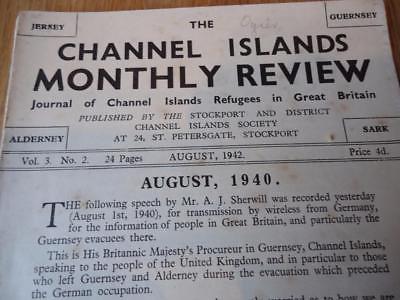 JERSEY
THE
GUERNSEY
CHANNEL ISLANDS
MONTHLY REVIEW
Journal of Channel Islands Refugees in Great Britain
PUBLISHED BY THE STOCKPORT AND DISTRICT
CHANNEL ISLANDS SOCIETY
ALDERNEY
AT 24, ST. PETERSGATE, STOCKPORT
SARK
Vol. 3. No. 2. 24 Pages AUGUST, 1942. Price 4d.
AUGUST, 1940.
THE following speech by Mr. A. J. Sherwill was recorded yesterday
(August 1st, 1940), for transmission by wireless from Germany,
for the information of people in Great Britain, and particularly the
Guernsey evacuees there.
This is His Britannic Majesty's Procureur in Guernsey, Channel Islands,
speaking to the people of the United Kingdom, and in particular to those
who left Guernsey and Alderney during the evacuation which preceded
the German occupation.
as to how we are